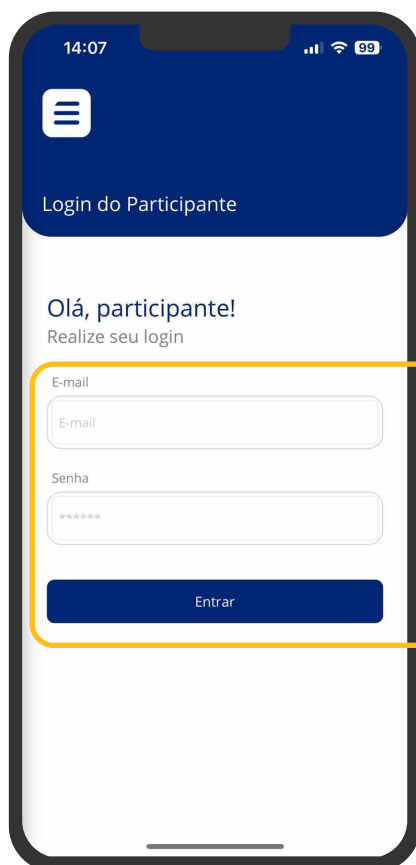 14:07
99
Login do Participante
Olá, participante!
Realize seu login
E-mail
E-mail
Senha
******
Entrar